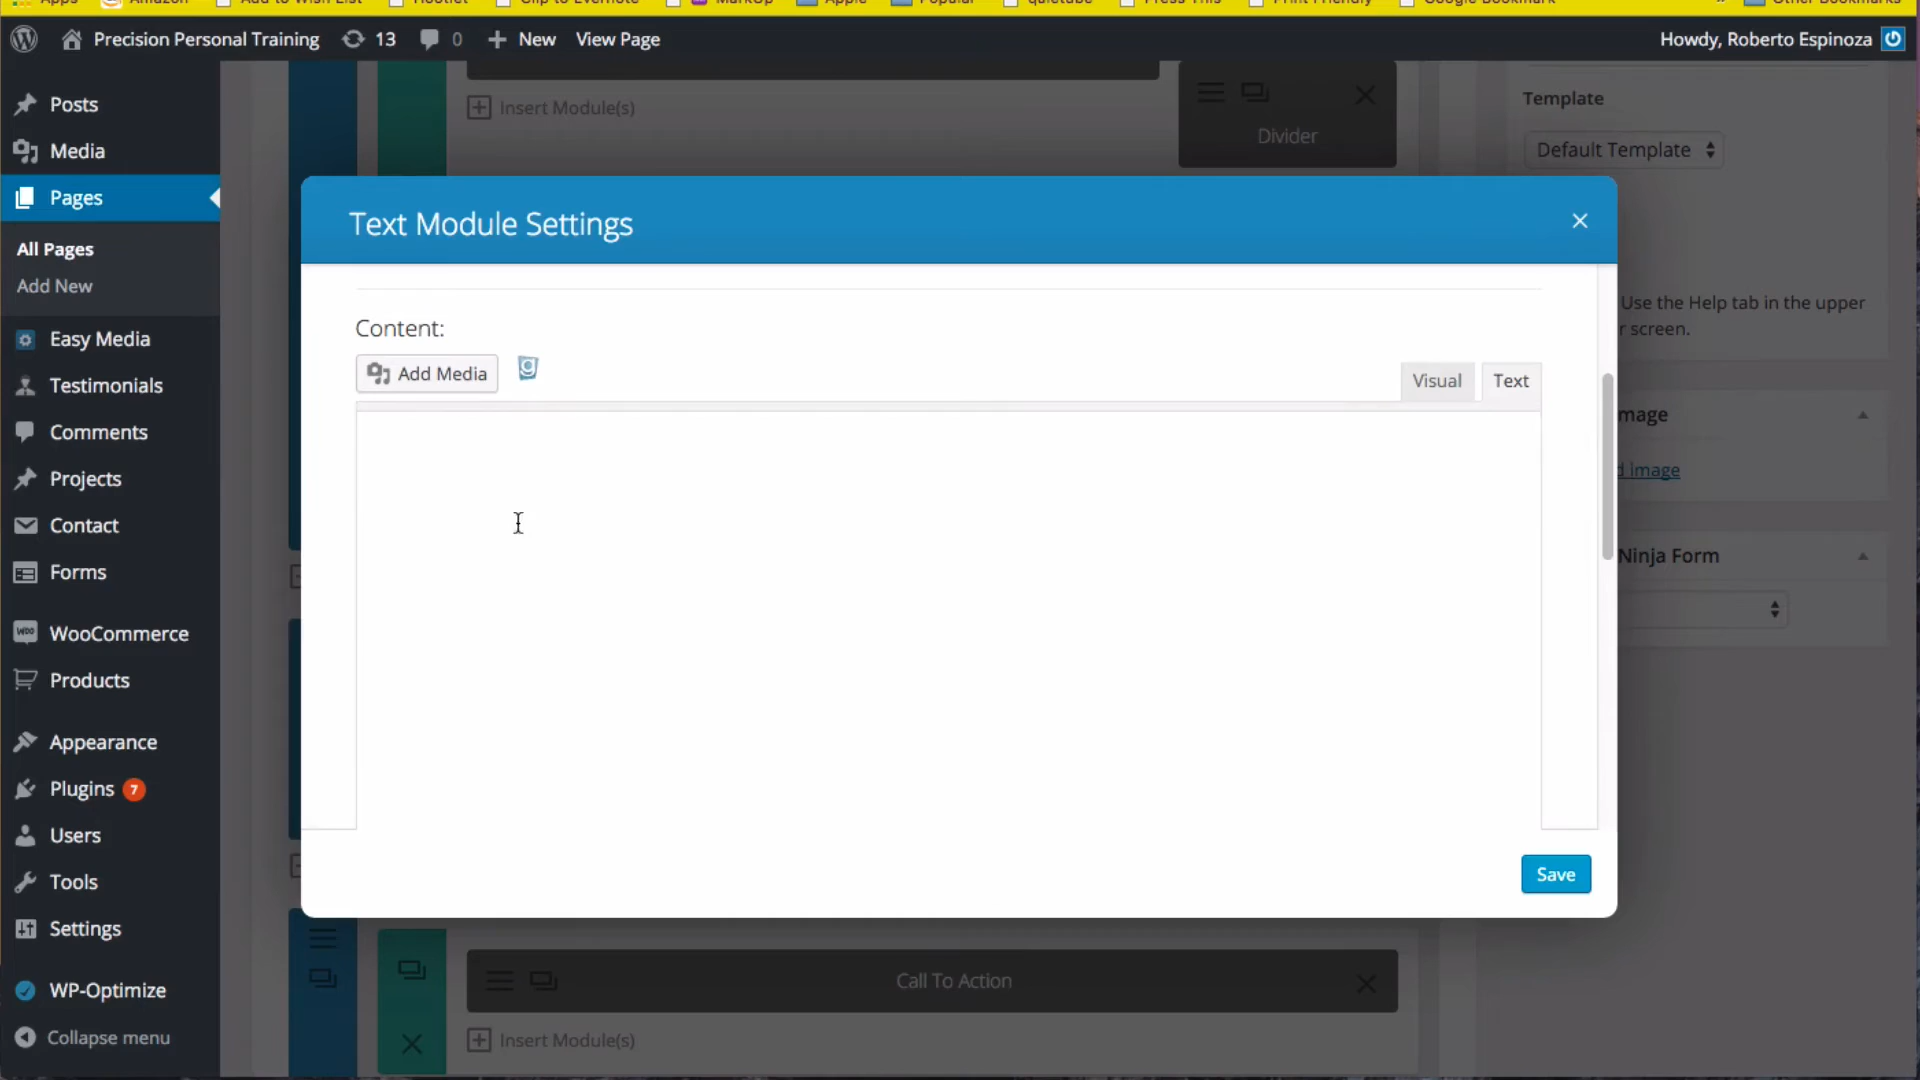 Apps
Amazon
Add to Wish List
Hootlet
Clip to Evernote
MarkUp
Apple
Popular
quietube
Press This
Print Friendly
Google Bookmark
»
Other Bookmarks
Precision Personal Training
13
0
New
View Page
Howdy, Roberto Espinoza
Posts
Media
Pages
All Pages
Add New
Easy Media
Testimonials
Comments
Projects
Contact
Forms
WooCommerce
Products
Appearance
Plugins 7
Users
Tools
Settings
WP-Optimize
Collapse menu
Insert Module(s)
Divider
Template
Default Template
Text Module Settings
Use the Help tab in the upper
r screen.
Content:
Add Media
Visual
Text
mage
d image
Ninja Form
Save
Call To Action
Insert Module(s)